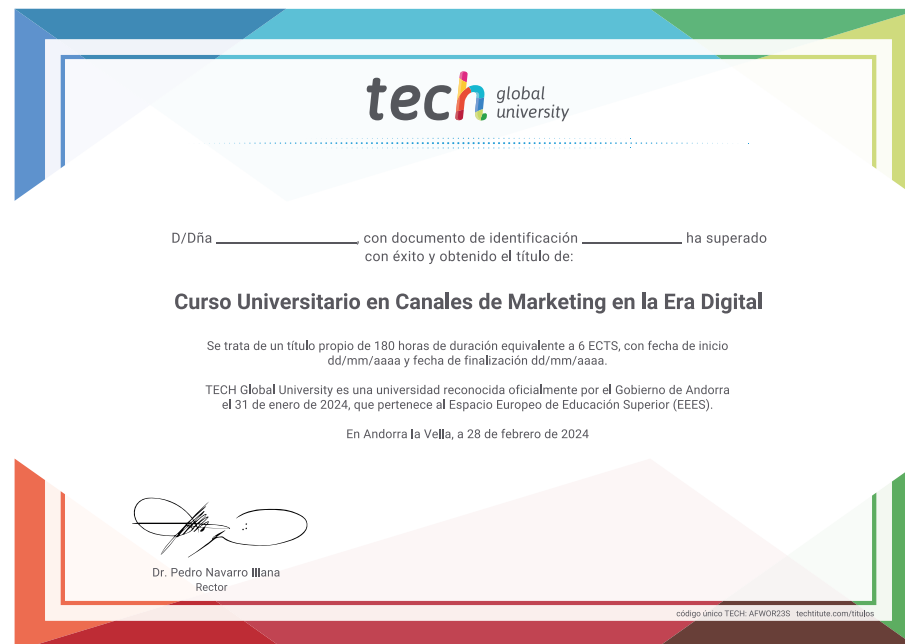 tech global university
D/Dña ________________, con documento de identificación ____________ ha superado
con éxito y obtenido el título de:
Curso Universitario en Canales de Marketing en la Era Digital
Se trata de un título propio de 180 horas de duración equivalente a 6 ECTS, con fecha de inicio
dd/mm/aaaa y fecha de finalización dd/mm/aaaa.
TECH Global University es una universidad reconocida oficialmente por el Gobierno de Andorra
el 31 de enero de 2024, que pertenece al Espacio Europeo de Educación Superior (EEES).
En Andorra la Vella, a 28 de febrero de 2024
Dr. Pedro Navarro Illana
Rector
código único TECH: AFWOR23S techtitute.com/titulos